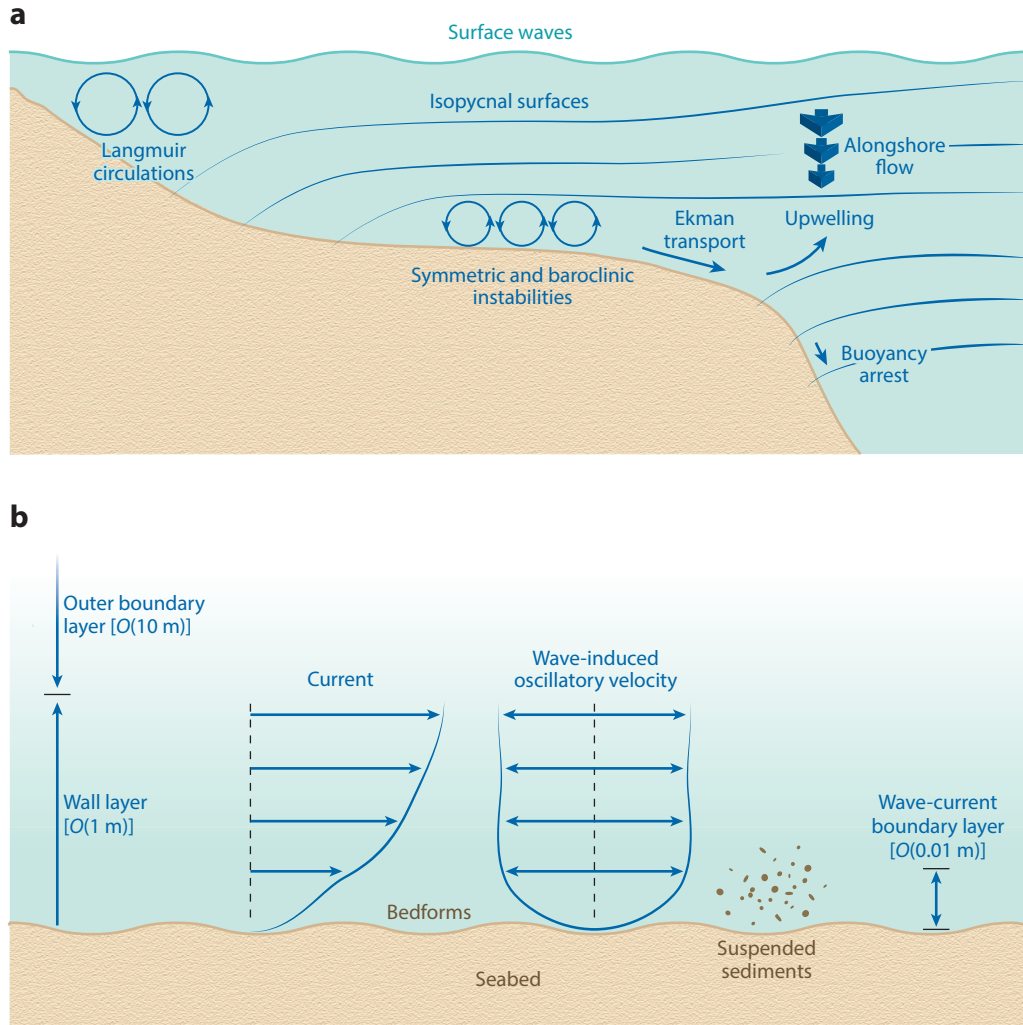 a
Surface waves
Isopycnal surfaces
Langmuir
circulations
Alongshore
flow
Ekman
transport
Upwelling
Symmetric and baroclinic
instabilities
Buoyancy
arrest
b
Outer boundary
layer [O(10 m)]
Current
Wave-induced
oscillatory velocity
Wall layer
[O(1 m)]
Wave-current
boundary layer
[O(0.01 m)]
Bedforms
Suspended
sediments
Seabed